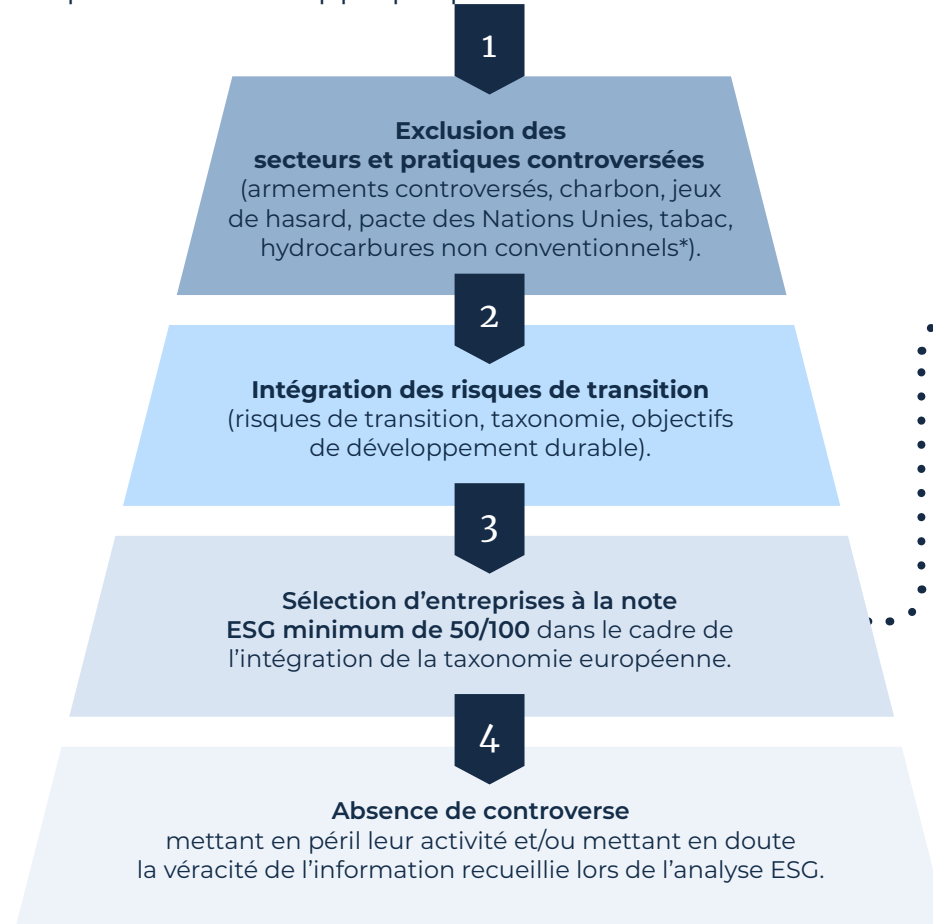 1
Exclusion des
secteurs et pratiques controversées
(armements controversés, charbon, jeux
de hasard, pacte des Nations Unies, tabac,
hydrocarbures non conventionnels*).
2
Intégration des risques de transition
(risques de transition, taxonomie, objectifs
de développement durable).
3
Sélection d’entreprises à la note
ESG minimum de 50/100 dans le cadre de
l’intégration de la taxonomie européenne.
4
Absence de controverse
mettant en péril leur activité et/ou mettant en doute
la véracité de l’information recueillie lors de l’analyse ESG.